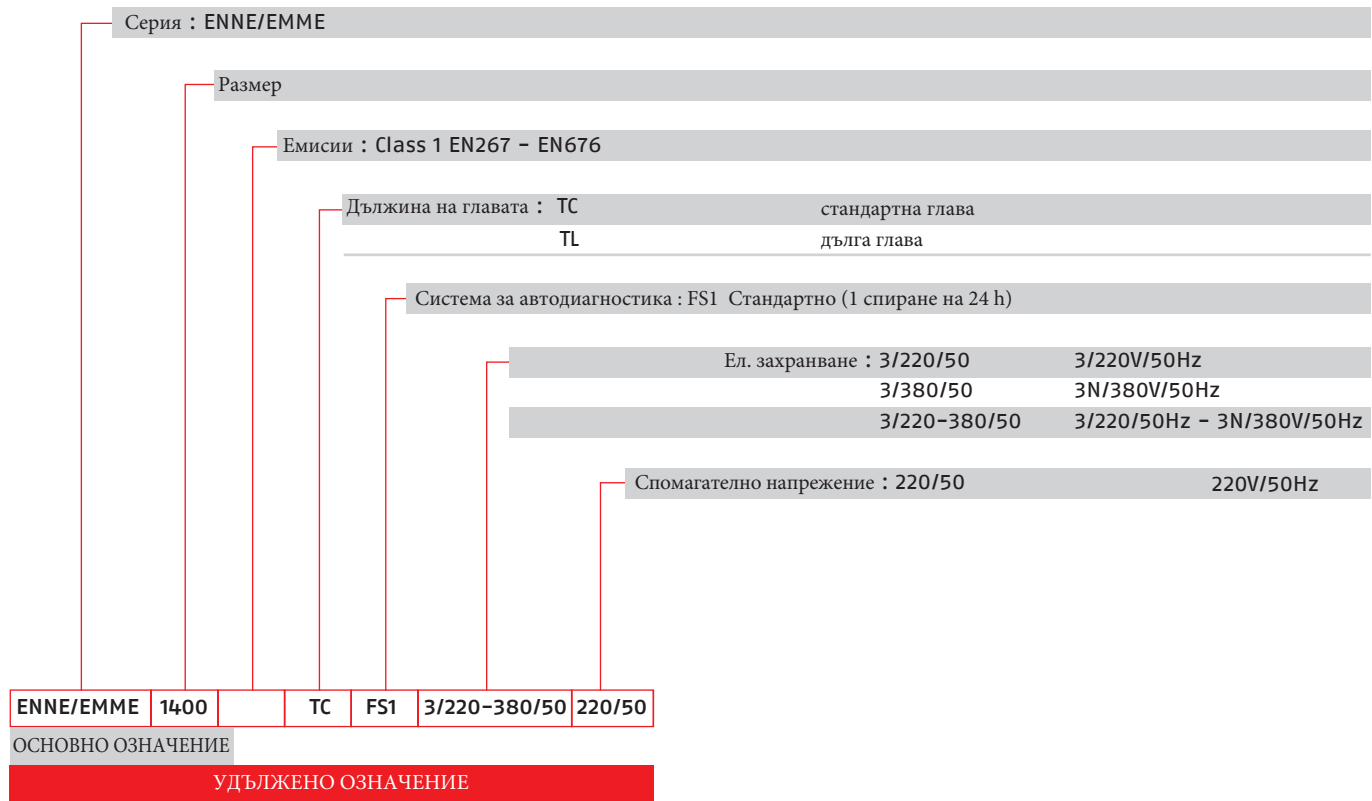 Серия : ENNE/EMME
Размер
Емисии : Class 1 EN267 - EN676
Дължина на главата : TC стандартна глава
TL дълга глава
Система за автодиагностика : FS1 Стандартно (1 спиране на 24 h)
Ел. захранване : 3/220/50 3/220V/50Hz
3/380/50 3N/380V/50Hz
3/220-380/50 3/220/50Hz - 3N/380V/50Hz
Спомагателно напрежение : 220/50 220V/50Hz
ENNE/EMME 1400 TC FS1 3/220-380/50 220/50
ОСНОВНО ОЗНАЧЕНИЕ
УДЪЛЖЕНО ОЗНАЧЕНИЕ